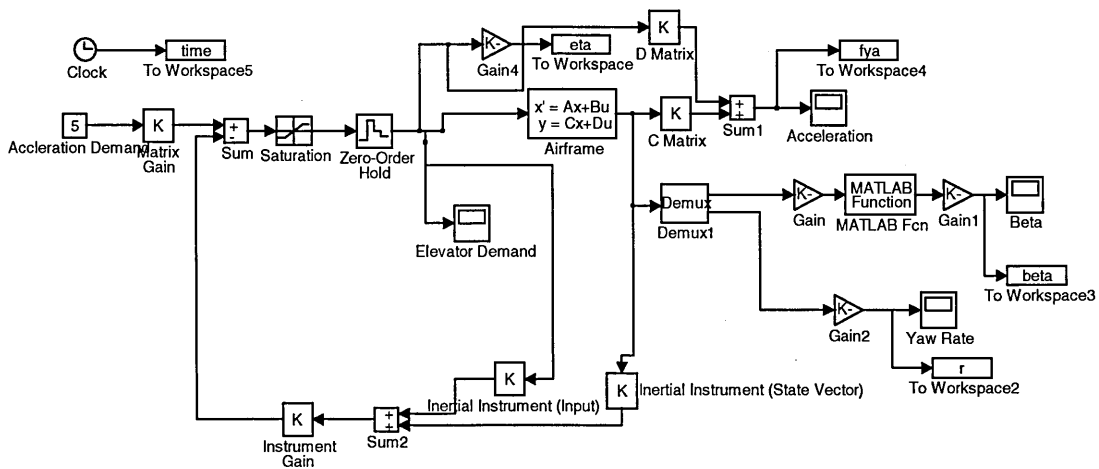 time
Clock
To Workspace5
5
Accleration Demand
K
Matrix
Gain
+
-
Sum
Saturation
Zero-Order
Hold
K-
Gain4
eta
To Workspace
K
D Matrix
x' = Ax+Bu
y = Cx+Du
Airframe
K
C Matrix
+
+
Sum1
fya
To Workspace4
Acceleration
Elevator Demand
Demux
Demux1
K-
Gain
MATLAB
Function
MATLAB Fcn
K-
Gain1
Beta
beta
To Workspace3
K-
Gain2
Yaw Rate
r
To Workspace2
K
Inertial Instrument (Input)
K
Inertial Instrument (State Vector)
+
+
Sum2
K
Instrument
Gain